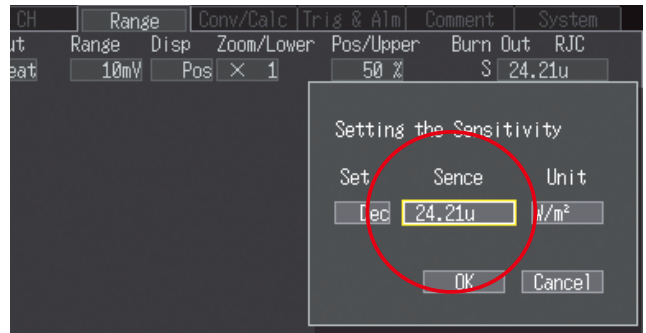 CH Range Conv/Calc Trig & Alm Comment System
ut Range Disp Zoom/Lower Pos/Upper Burn Out RJC
eat 10mV Pos × 1 50 % S 24.21u
Setting the Sensitivity
Set Sence Unit
Dec 24.21u W/m²
OK Cancel